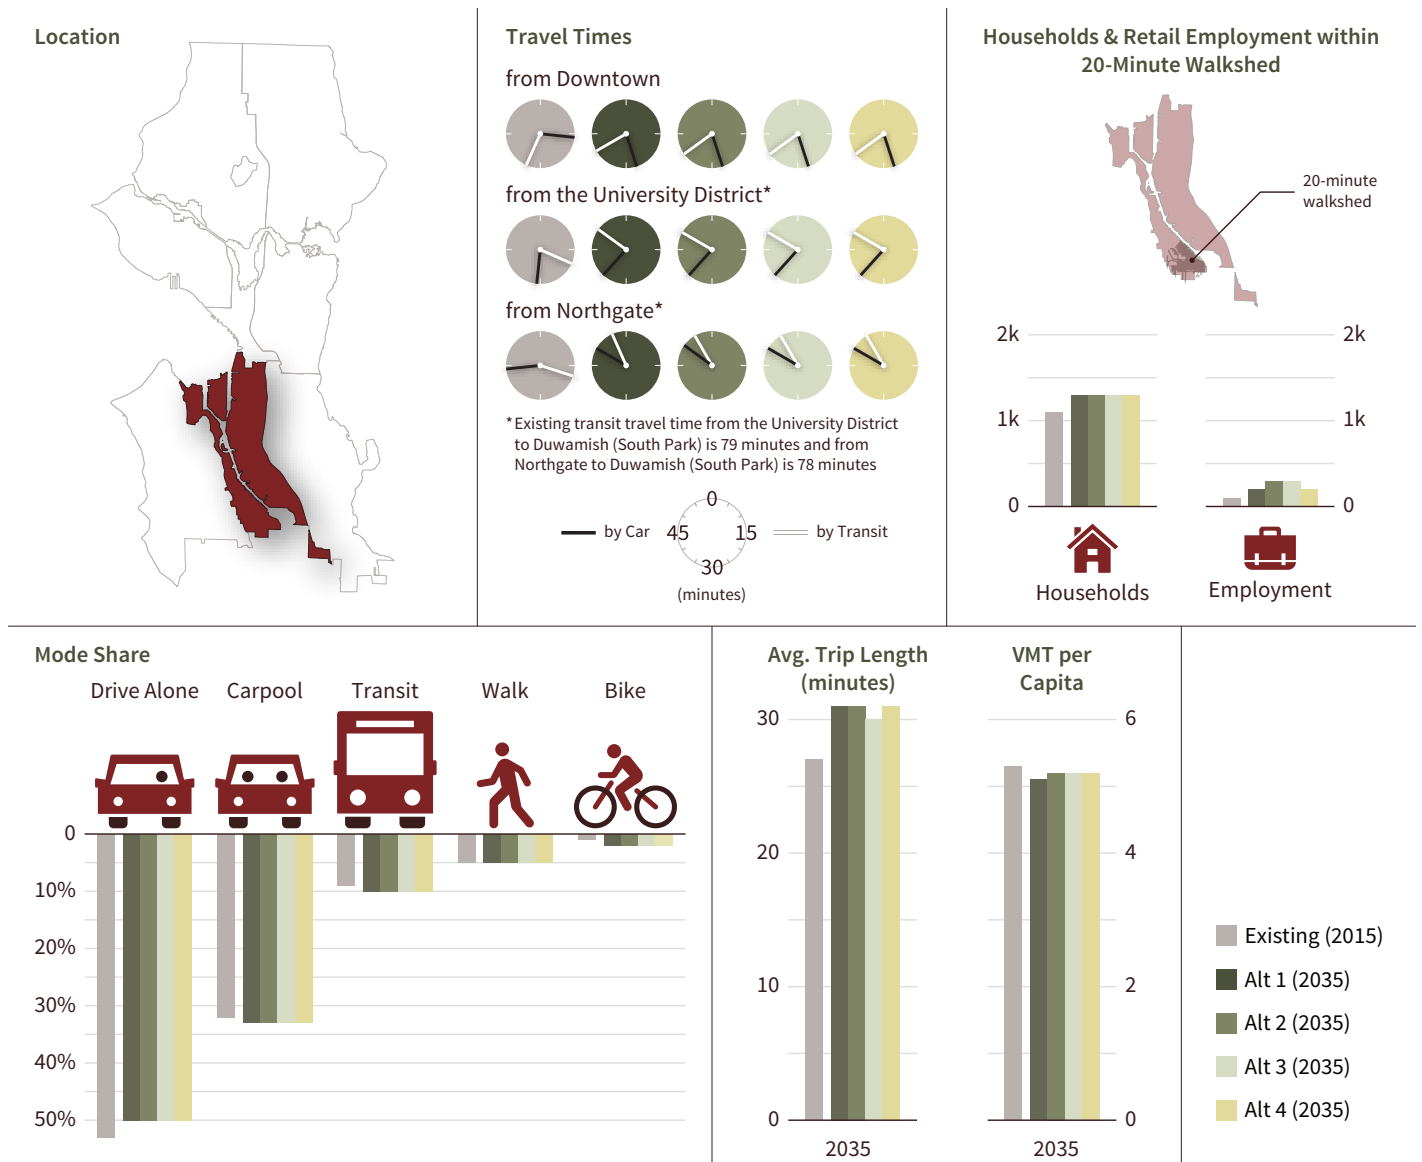 Location
Travel Times
from Downtown
from the University District*
from Northgate*
*Existing transit travel time from the University District
to Duwamish (South Park) is 79 minutes and from
Northgate to Duwamish (South Park) is 78 minutes
0
by Car
45
15
by Transit
30
(minutes)
Households & Retail Employment within
20-Minute Walkshed
20-minute
walkshed
2k
2k
1k
1k
0
0
Households
Employment
Mode Share
Drive Alone
Carpool
Transit
Walk
Bike
0
10%
20%
30%
40%
50%
Avg. Trip Length
(minutes)
30
20
10
0
2035
VMT per
Capita
6
4
2
0
2035
Existing (2015)
Alt 1 (2035)
Alt 2 (2035)
Alt 3 (2035)
Alt 4 (2035)